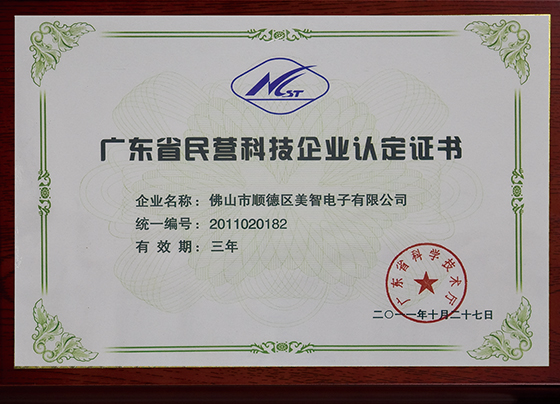 NCST
广东省民营科技企业认定证书
企业名称：佛山市顺德区美智电子有限公司
统一编号：2011020182
有 效 期：三年
广东省科学技术厅
二〇一一年十月二十七日